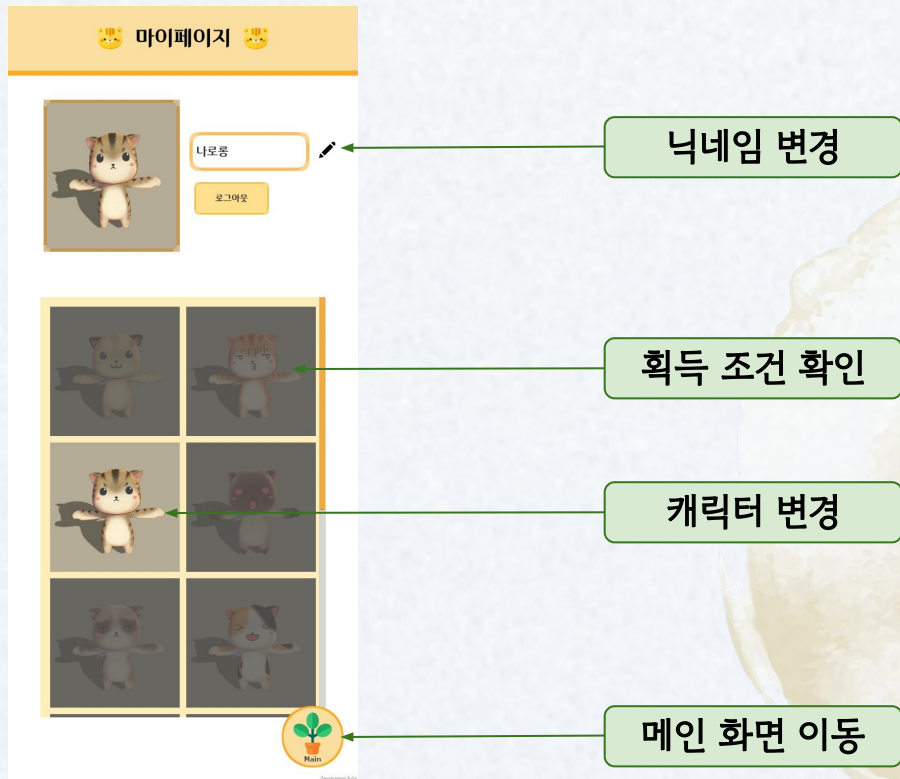 마이페이지
나로롱
닉네임 변경
로그아웃
획득 조건 확인
캐릭터 변경
메인 화면 이동
Main